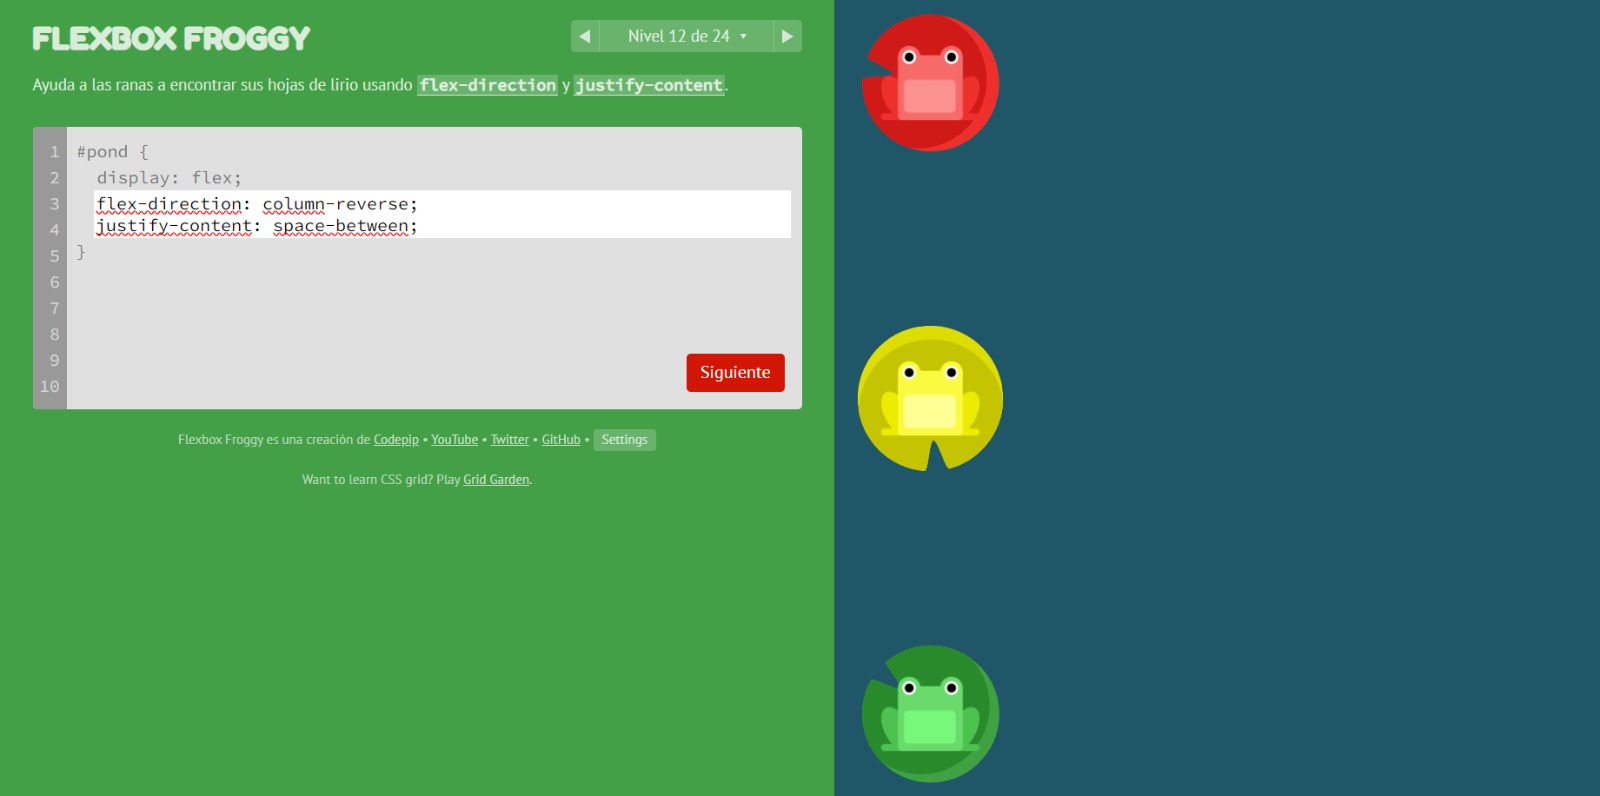 FLEXBOX FROGGY
◀ Nivel 12 de 24 ▾ ▶
Ayuda a las ranas a encontrar sus hojas de lirio usando flex-direction y justify-content.
1 #pond {
2 display: flex;
3 flex-direction: column-reverse;
4 justify-content: space-between;
5 }
6
7
8
9
10
Siguiente
Flexbox Froggy es una creación de Codepip • YouTube • Twitter • GitHub • Settings
Want to learn CSS grid? Play Grid Garden.